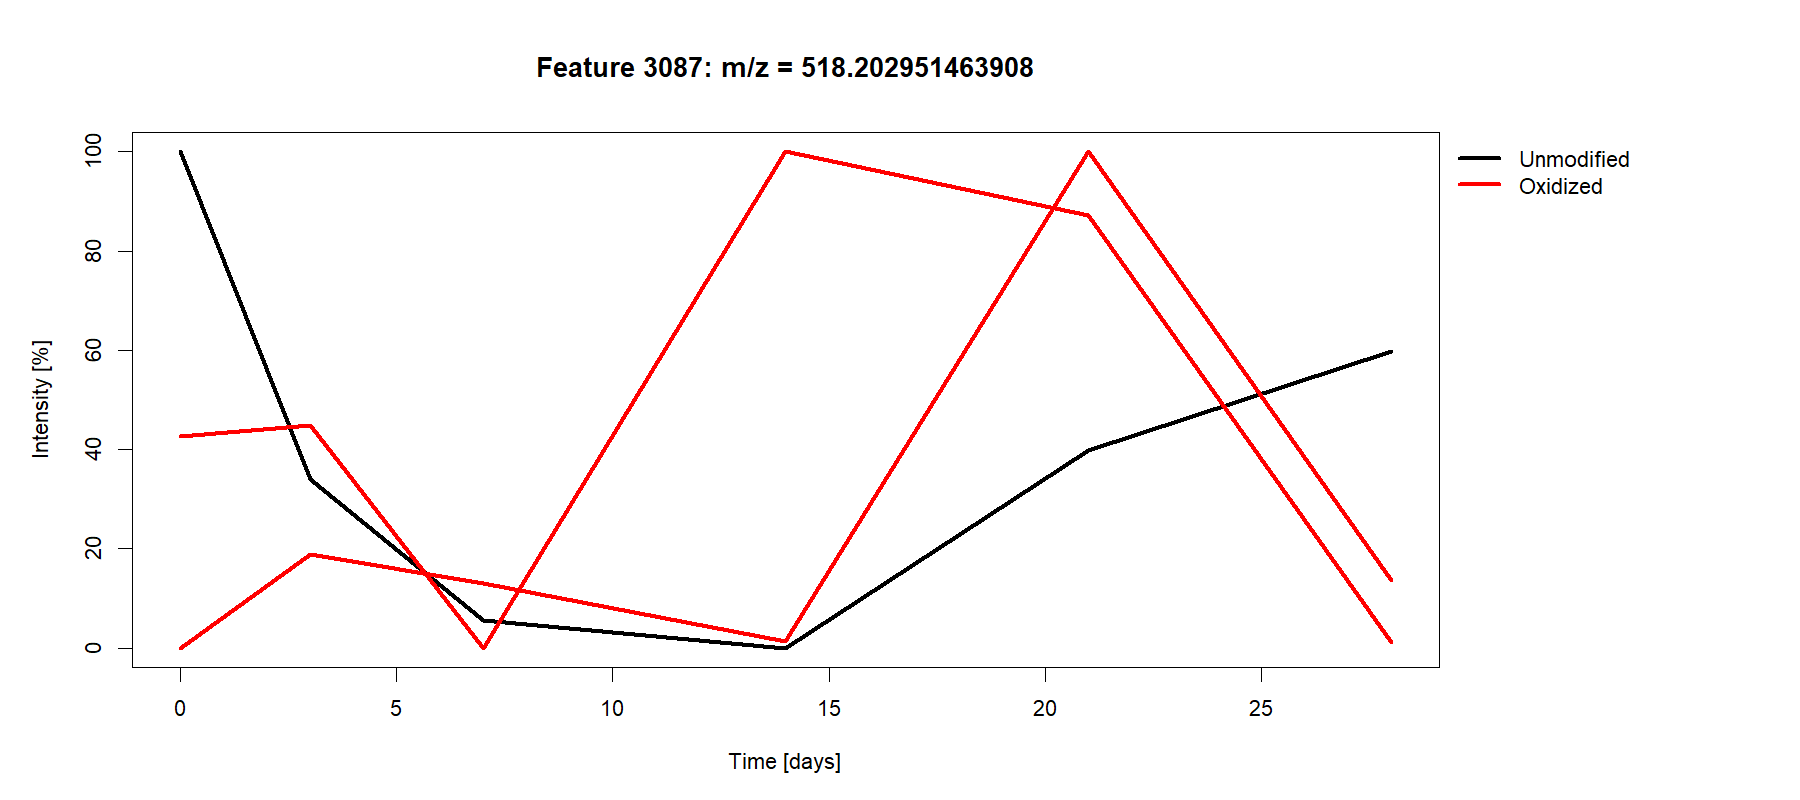 Feature 3087: m/z = 518.202951463908
Unmodified
Oxidized
100
80
60
40
20
0
Intensity [%]
0 5 10 15 20 25
Time [days]